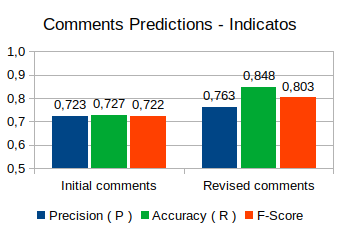 Comments Predictions - Indicatos
1,0
0,9
0,8
0,7
0,6
0,5
0,723 0,727 0,722
0,763 0,848 0,803
Initial comments Revised comments
Precision ( P ) Accuracy ( R ) F-Score